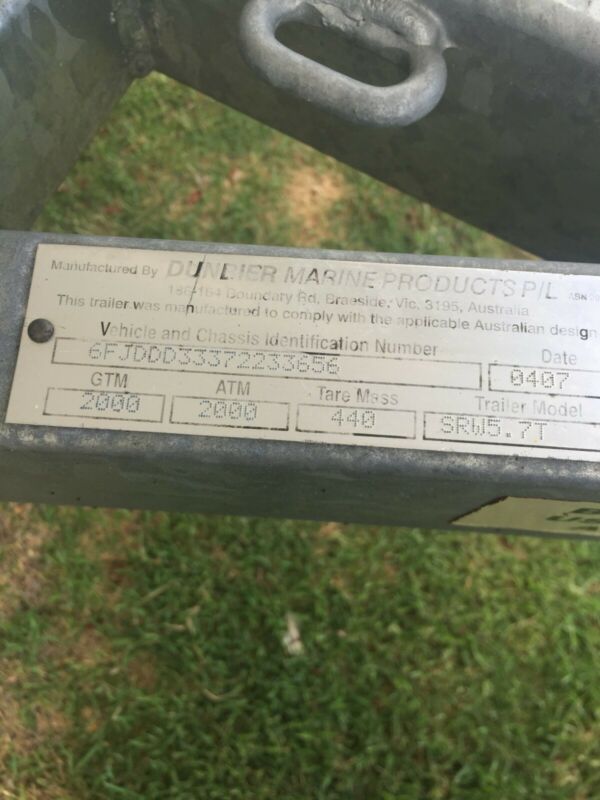 Manufactured By DUNBIER MARINE PRODUCTS P/L ABN
Boundary Rd, Braeside, Vic. 3195, Australia
This trailer was manufactured to comply with the applicable Australian design
Vehicle and Chassis Identification Number Date
6FJDDD33372233656 0407
GTM ATM Tare Mass Trailer Model
2000 2000 440 SRW5.7T